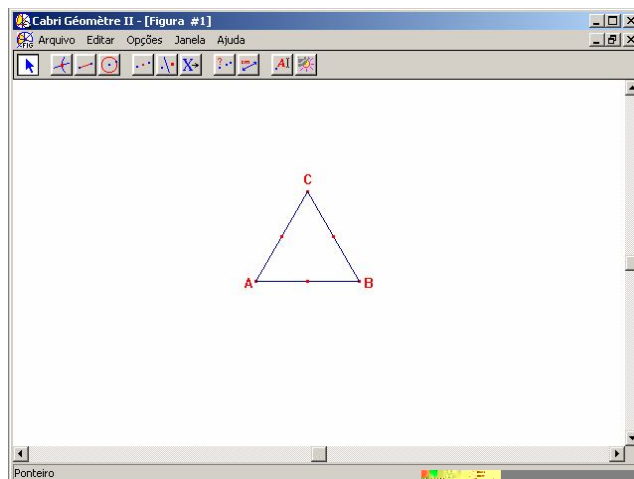 Cabri Géomètre II - [Figura #1]
Arquivo Editar Opções Janela Ajuda
C
A
B
Ponteiro